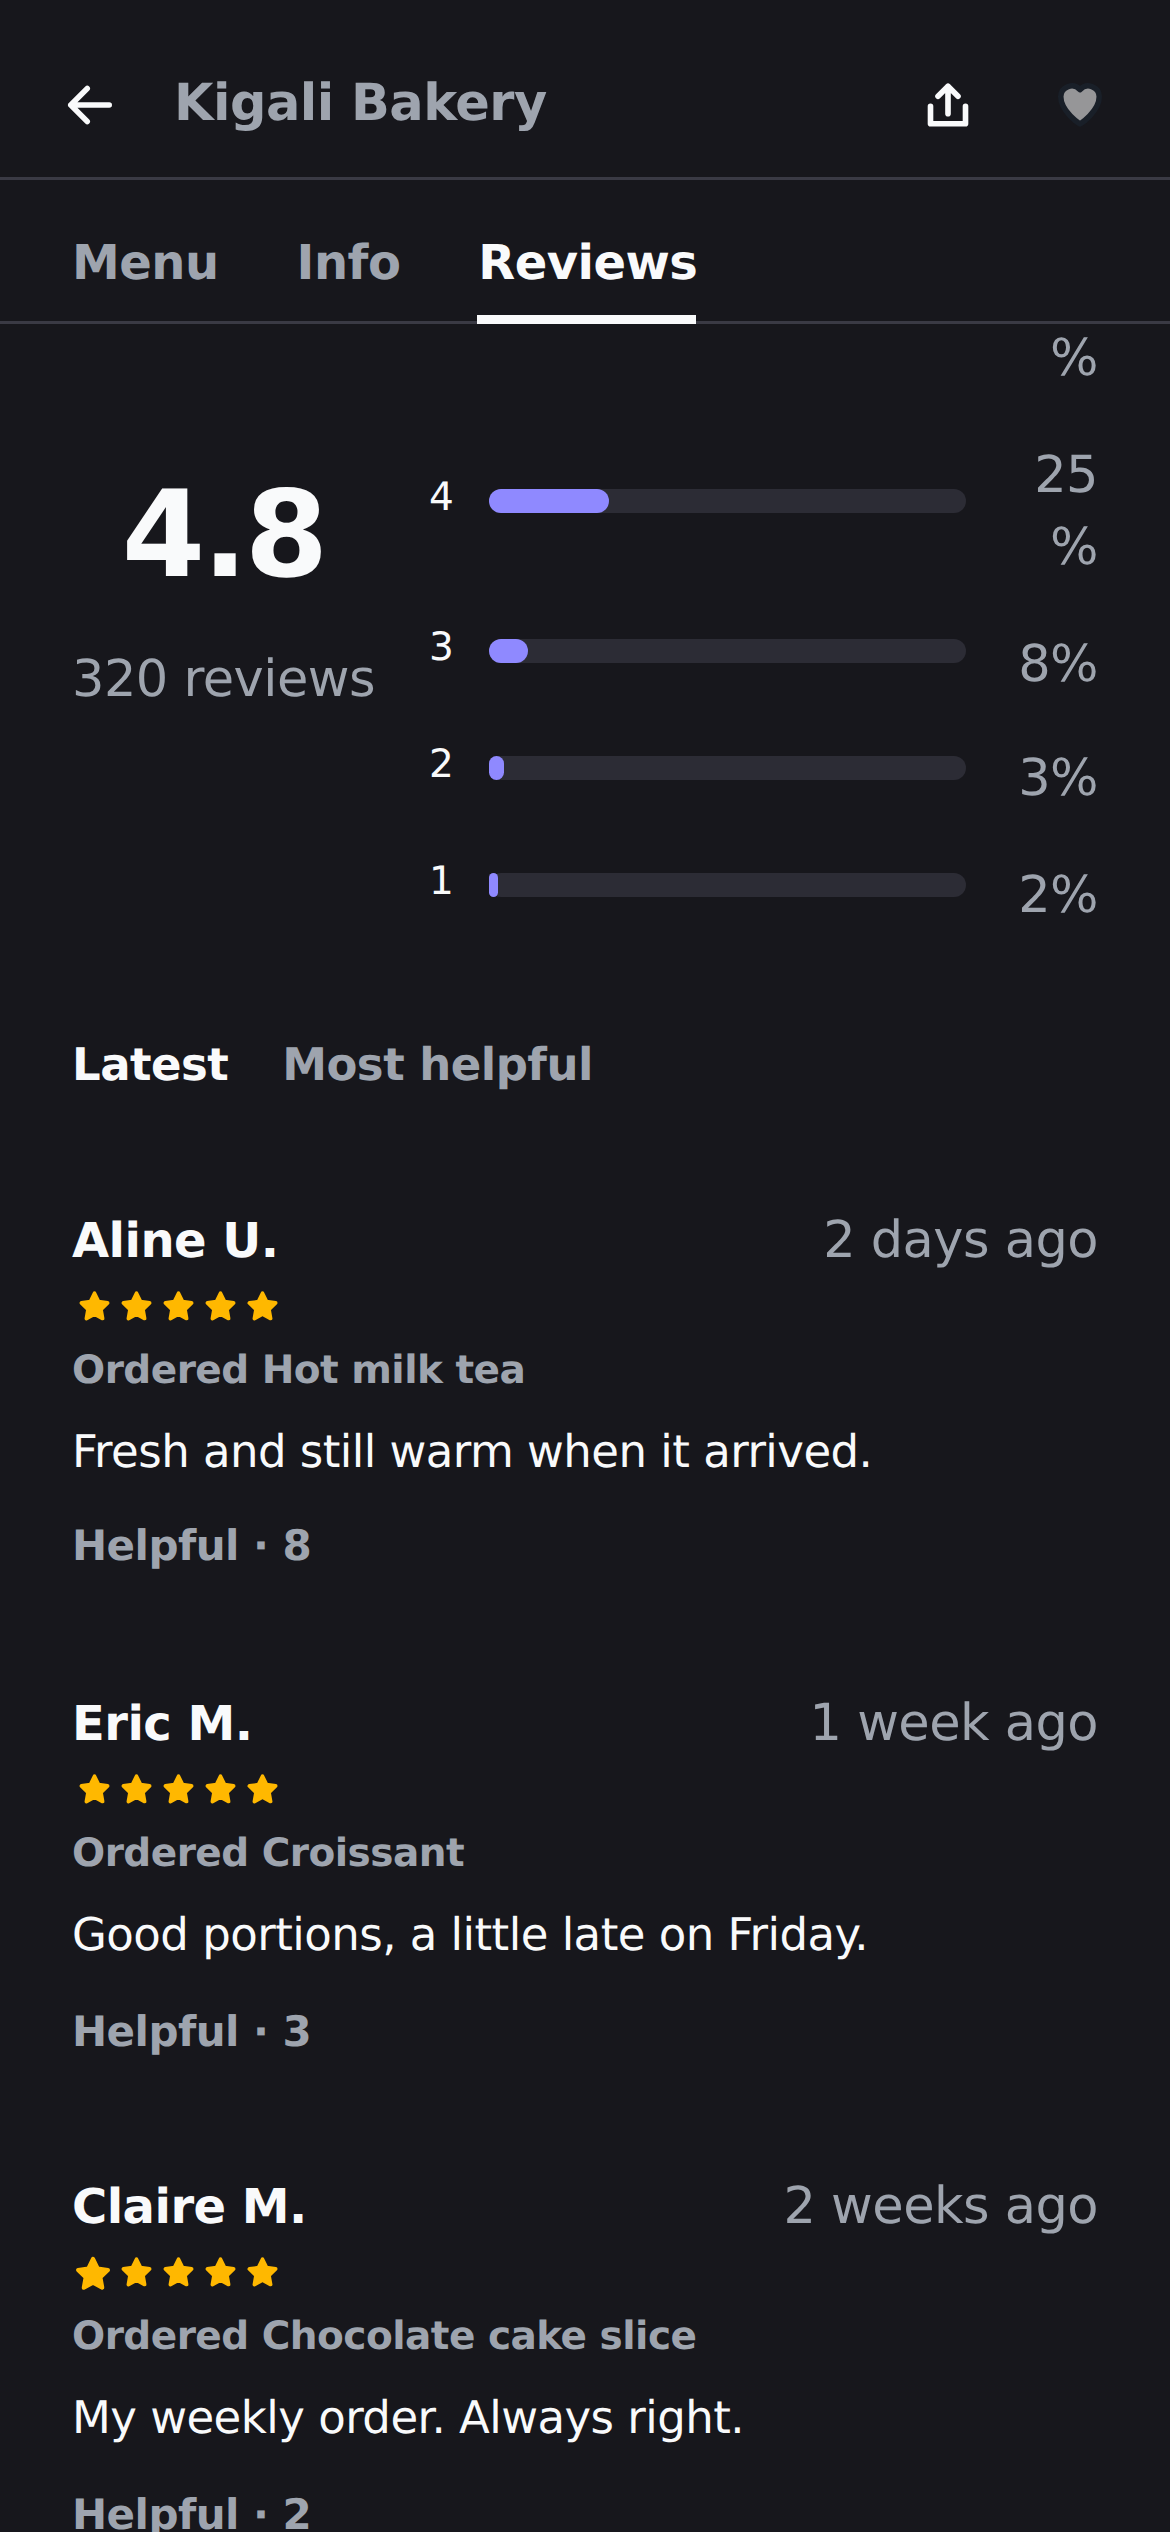 Kigali Bakery
Menu Info Reviews
%
4.8
320 reviews
4 25
%
3 8%
2 3%
1 2%
Latest Most helpful
Aline U. 2 days ago
Ordered Hot milk tea
Fresh and still warm when it arrived.
Helpful · 8
Eric M. 1 week ago
Ordered Croissant
Good portions, a little late on Friday.
Helpful · 3
Claire M. 2 weeks ago
Ordered Chocolate cake slice
My weekly order. Always right.
Helpful · 2